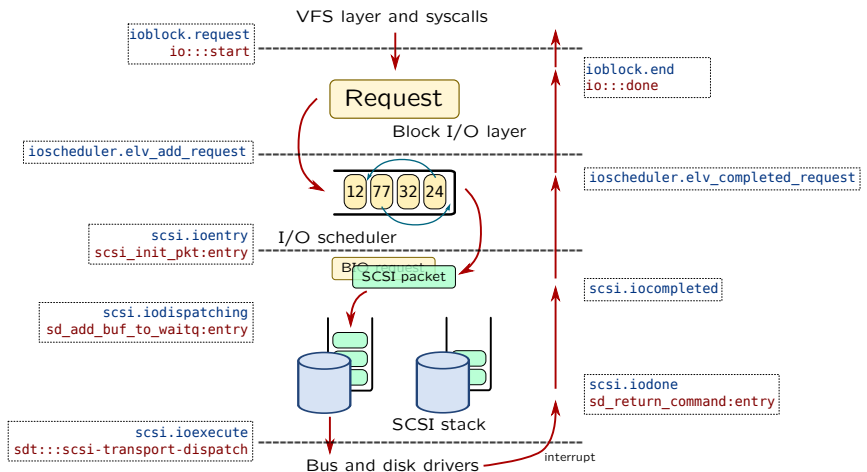 VFS layer and syscalls
ioblock.request
io:::start
ioblock.end
io:::done
Request
Block I/O layer
ioscheduler.elv_add_request
ioscheduler.elv_completed_request
12 77 32 24
I/O scheduler
scsi.ioentry
scsi_init_pkt:entry
BIO request
SCSI packet
scsi.iocompleted
scsi.iodispatching
sd_add_buf_to_waitq:entry
scsi.iodone
sd_return_command:entry
SCSI stack
scsi.ioexecute
sdt:::scsi-transport-dispatch
interrupt
Bus and disk drivers